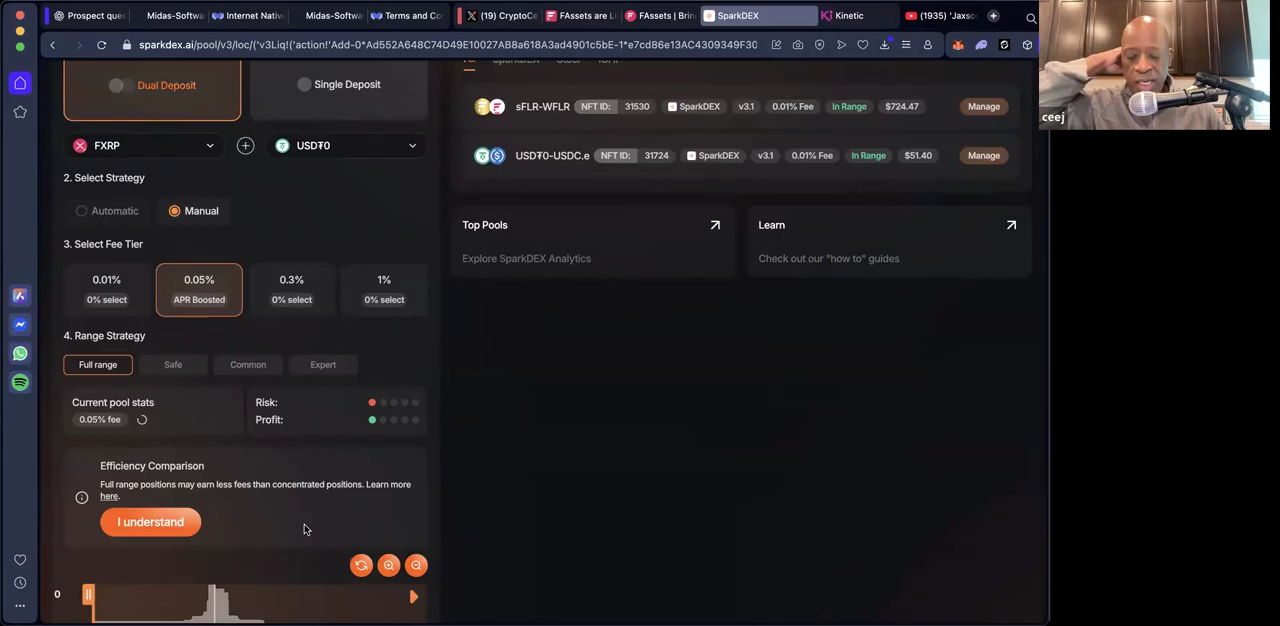 Prospect ques
Midas-Softwa
Internet Nativ
Midas-Softwa
Terms and Co
(19) CryptoCe
FAssets are Li
FAssets | Brin
SparkDEX
Kinetic
(1935) 'Jaxso
sparkdex.ai/pool/v3/loc/('v3Liq!('action!'Add-0*Ad552A648C74D49E10027AB8a618A3ad4901c5bE-1*e7cd86e13AC4309349F30
ceej
Dual Deposit
Single Deposit
FXRP
USD₮0
2. Select Strategy
Automatic
Manual
3. Select Fee Tier
0.01%
0% select
0.05%
APR Boosted
0.3%
0% select
1%
0% select
4. Range Strategy
Full range
Safe
Common
Expert
Current pool stats
0.05% fee
Risk:
Profit:
Efficiency Comparison
Full range positions may earn less fees than concentrated positions. Learn more
here.
I understand
0
sFLR-WFLR NFT ID: 31530 SparkDEX v3.1 0.01% Fee In Range $724.47 Manage
USD₮0-USDC.e NFT ID: 31724 SparkDEX v3.1 0.01% Fee In Range $51.40 Manage
Top Pools
Explore SparkDEX Analytics
Learn
Check out our "how to" guides